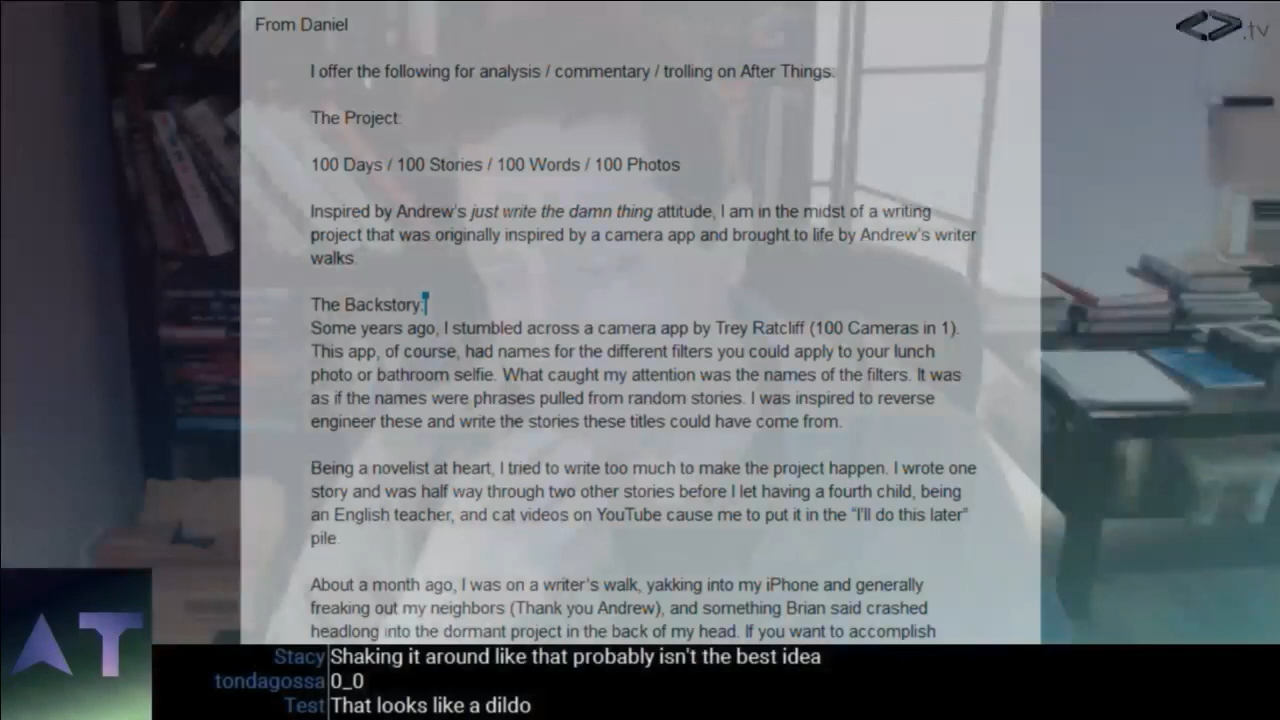 From Daniel
.tv
I offer the following for analysis / commentary / trolling on After Things:
The Project:
100 Days / 100 Stories / 100 Words / 100 Photos
Inspired by Andrew's just write the damn thing attitude, I am in the midst of a writing
project that was originally inspired by a camera app and brought to life by Andrew's writer
walks.
The Backstory:
Some years ago, I stumbled across a camera app by Trey Ratcliff (100 Cameras in 1).
This app, of course, had names for the different filters you could apply to your lunch
photo or bathroom selfie. What caught my attention was the names of the filters. It was
as if the names were phrases pulled from random stories. I was inspired to reverse
engineer these and write the stories these titles could have come from.
Being a novelist at heart, I tried to write too much to make the project happen. I wrote one
story and was half way through two other stories before I let having a fourth child, being
an English teacher, and cat videos on YouTube cause me to put it in the "I'll do this later"
pile.
About a month ago, I was on a writer's walk, yakking into my iPhone and generally
freaking out my neighbors (Thank you Andrew), and something Brian said crashed
headlong into the dormant project in the back of my head. If you want to accomplish
AT
Stacy Shaking it around like that probably isn't the best idea
tondagossa 0_0
Test That looks like a dildo